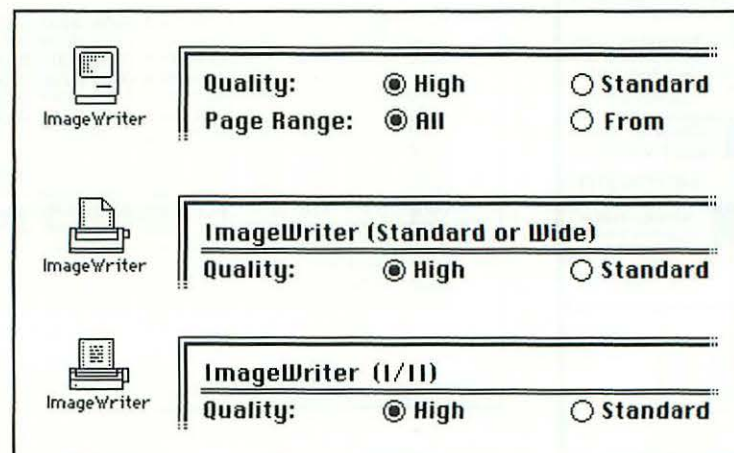 Quality: High Standard
ImageWriter Page Range: All From
ImageWriter (Standard or Wide)
ImageWriter Quality: High Standard
ImageWriter (I/II)
ImageWriter Quality: High Standard